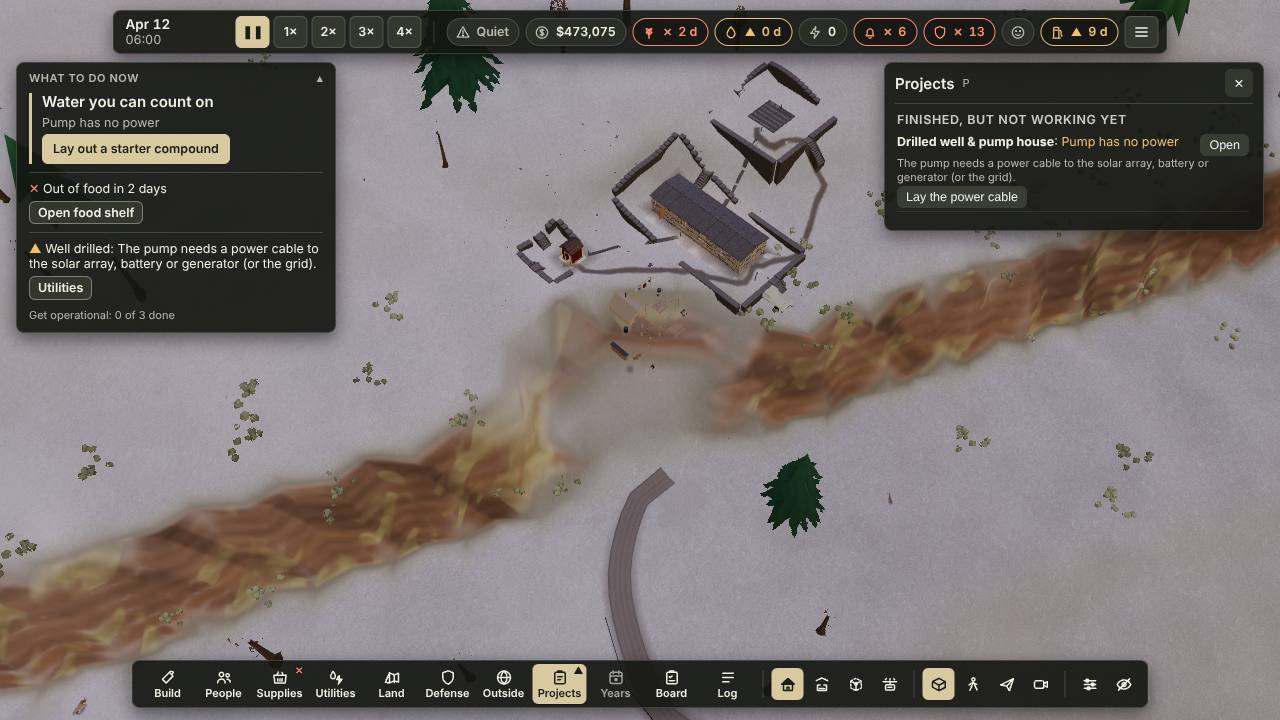 Apr 12
06:00
1×
2×
3×
4×
Quiet
$473,075
× 2 d
0 d
0
× 6
× 13
9 d
WHAT TO DO NOW
Water you can count on
Pump has no power
Lay out a starter compound
× Out of food in 2 days
Open food shelf
Well drilled: The pump needs a power cable to
the solar array, battery or generator (or the grid).
Utilities
Get operational: 0 of 3 done
Projects P
FINISHED, BUT NOT WORKING YET
Drilled well & pump house: Pump has no power
Open
The pump needs a power cable to the solar array, battery or
generator (or the grid).
Lay the power cable
Build
People
Supplies
Utilities
Land
Defense
Outside
Projects
Years
Board
Log